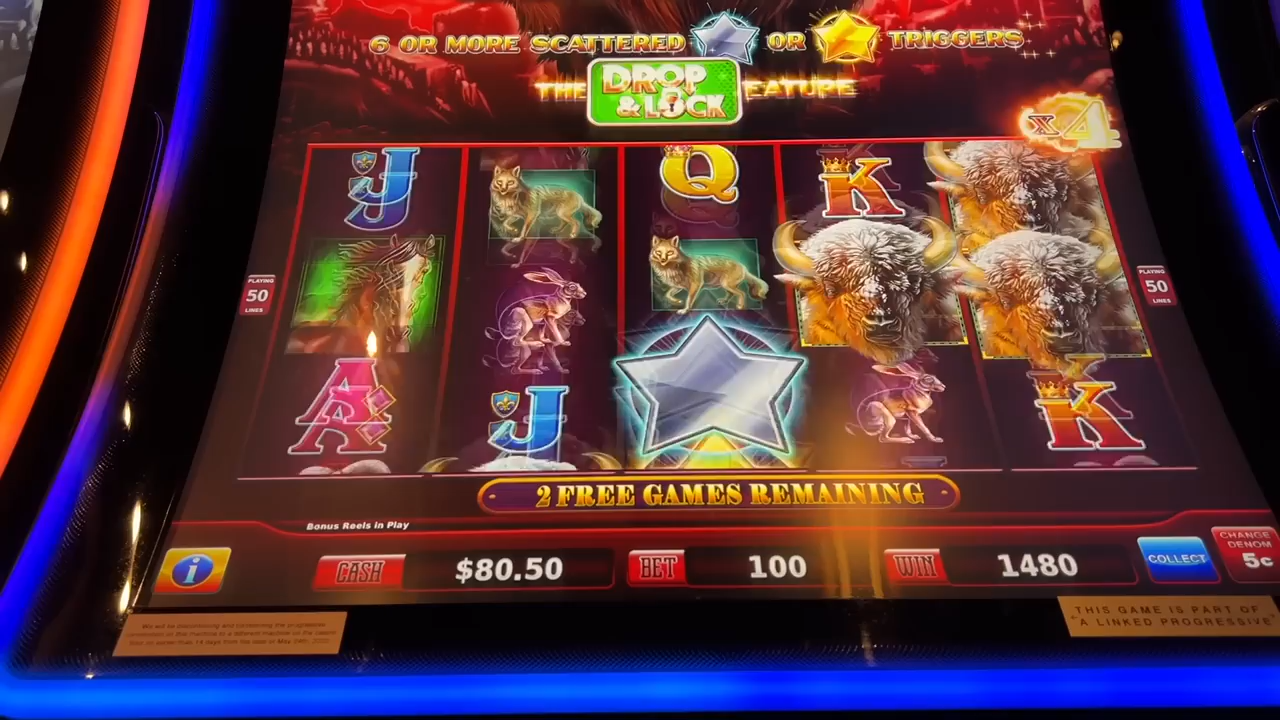 6 OR MORE SCATTERED OR TRIGGERS
THE DROP & LOCK FEATURE
X4
J
Q
K
PLAYING
50
LINES
PLAYING
50
LINES
A
J
K
2 FREE GAMES REMAINING
Bonus Reels in Play
i
CASH
$80.50
BET
100
WIN
1480
COLLECT
CHANGE
DENOM
5¢
THIS GAME IS PART OF
A LINKED PROGRESSIVE